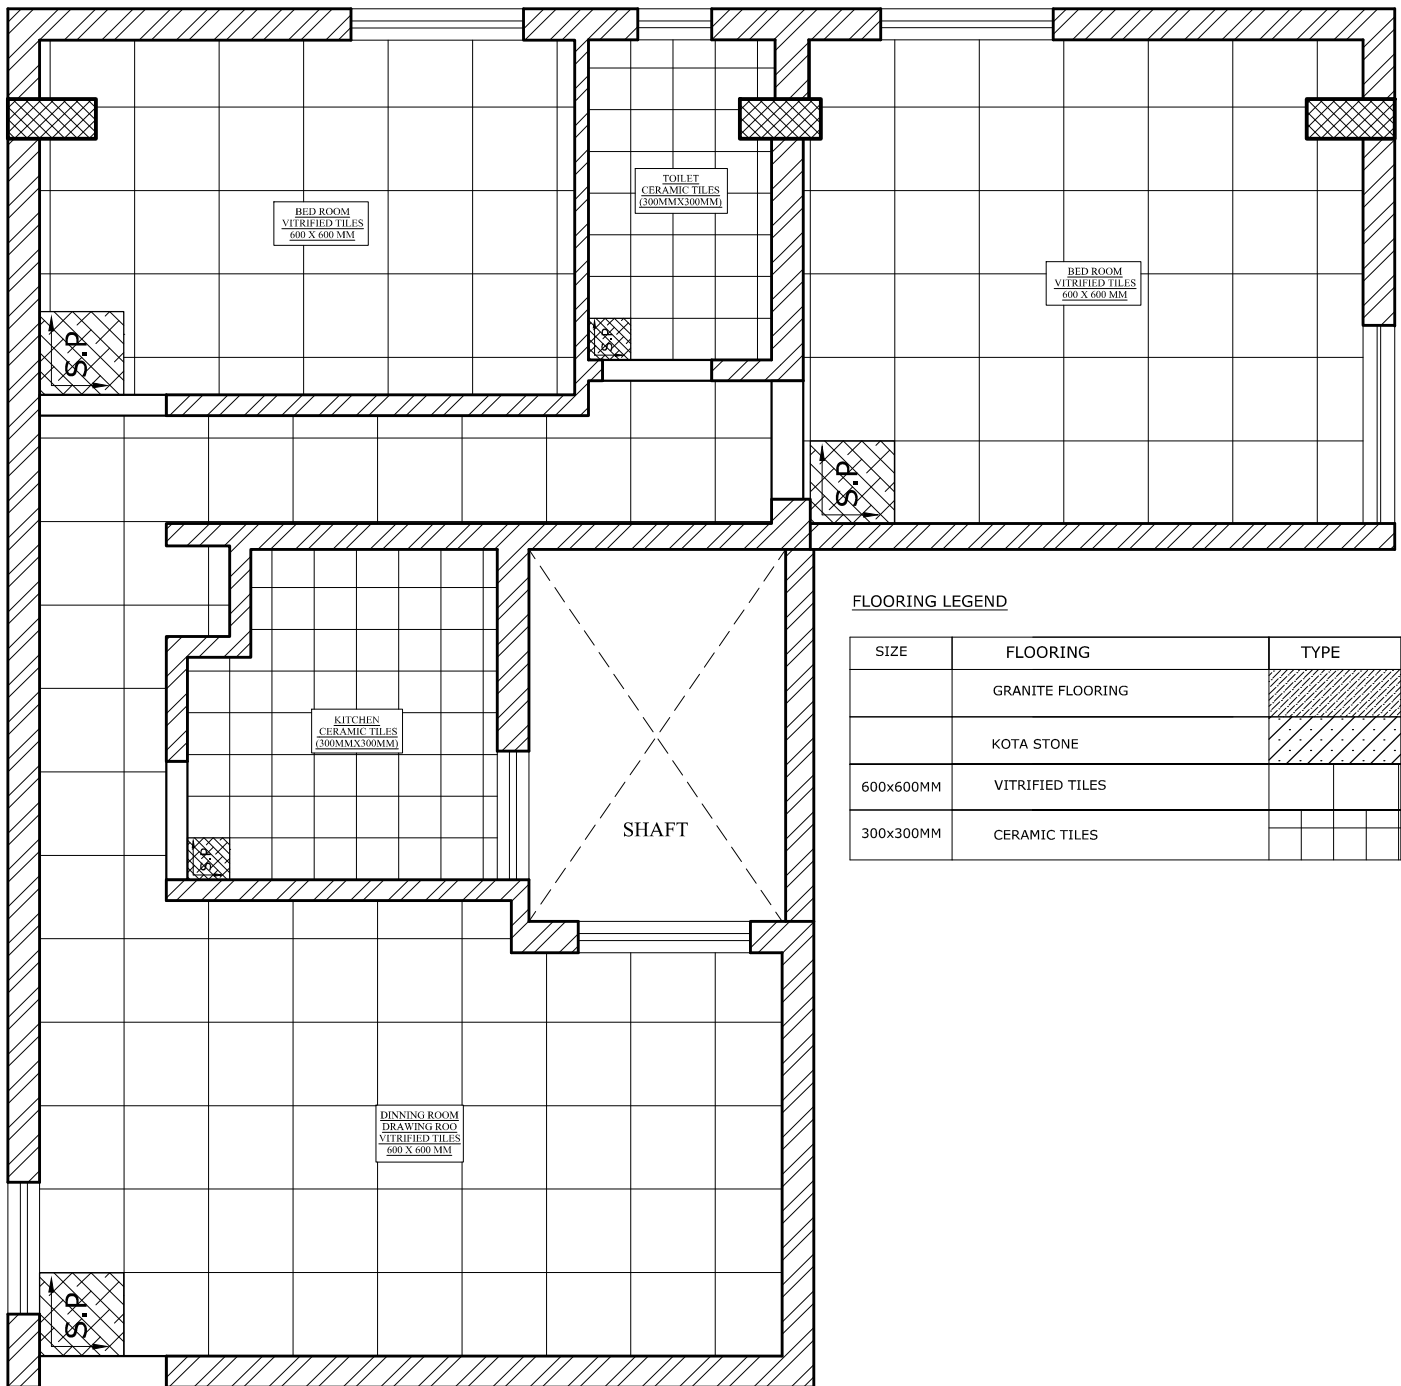 TOILET
CERAMIC TILES
(300MMX300MM)
BED ROOM
VITRIFIED TILES
600 X 600 MM
BED ROOM
VITRIFIED TILES
600 X 600 MM
S.P
S.P
S.P
FLOORING LEGEND
SIZE FLOORING TYPE
GRANITE FLOORING
KOTA STONE
600x600MM VITRIFIED TILES
300x300MM CERAMIC TILES
KITCHEN
CERAMIC TILES
(300MMX300MM)
SHAFT
S.P
DINNING ROOM
DRAWING ROO
VITRIFIED TILES
600 X 600 MM
S.P